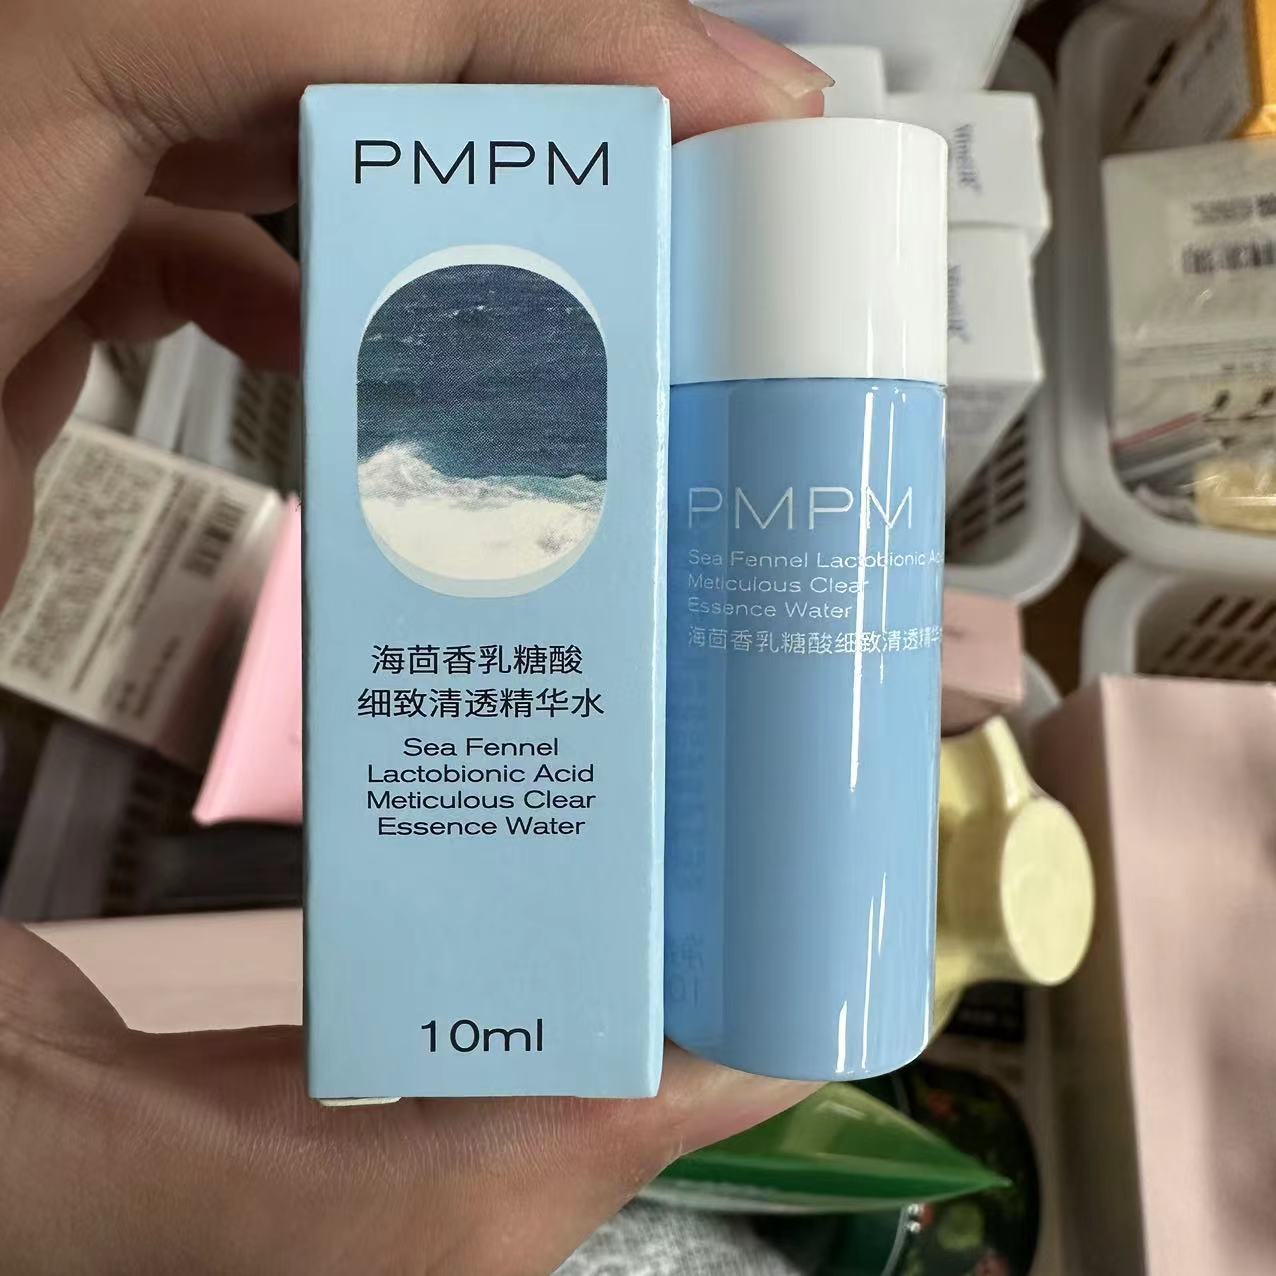 PMPM
海茴香乳糖酸
细致清透精华水
Sea Fennel
Lactobionic Acid
Meticulous Clear
Essence Water
10ml
PMPM
Sea Fennel Lactobionic
Meticulous Clear
Essence Water
海茴香乳糖酸细致清透精华